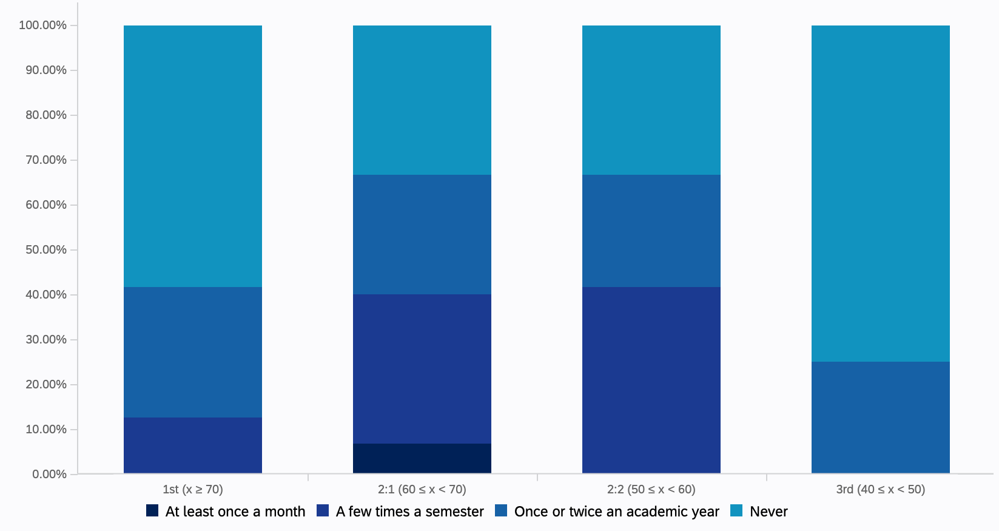 100.00%
90.00%
80.00%
70.00%
60.00%
50.00%
40.00%
30.00%
20.00%
10.00%
0.00%
1st (x ≥ 70)
2:1 (60 ≤ x < 70)
2:2 (50 ≤ x < 60)
3rd (40 ≤ x < 50)
At least once a month
A few times a semester
Once or twice an academic year
Never